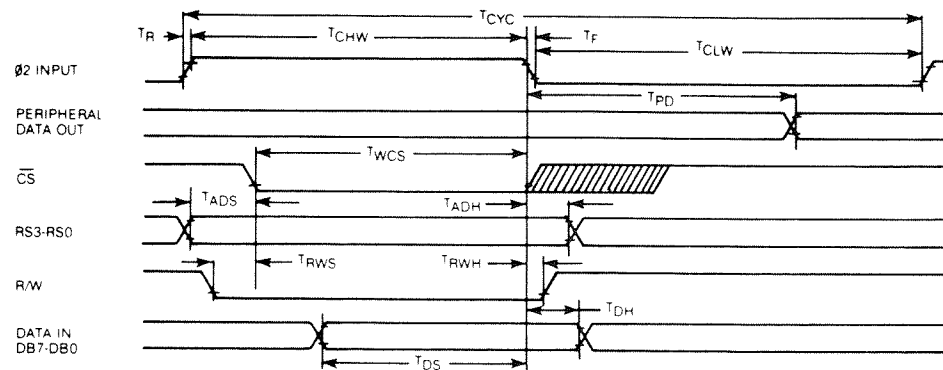 TCYC
TR
TCHW
TF
TCLW
Ø2 INPUT
TPD
PERIPHERAL
DATA OUT
TWCS
CS
TADS
TADH
RS3-RS0
TRWS
TRWH
R/W
TDH
DATA IN
DB7-DB0
TDS